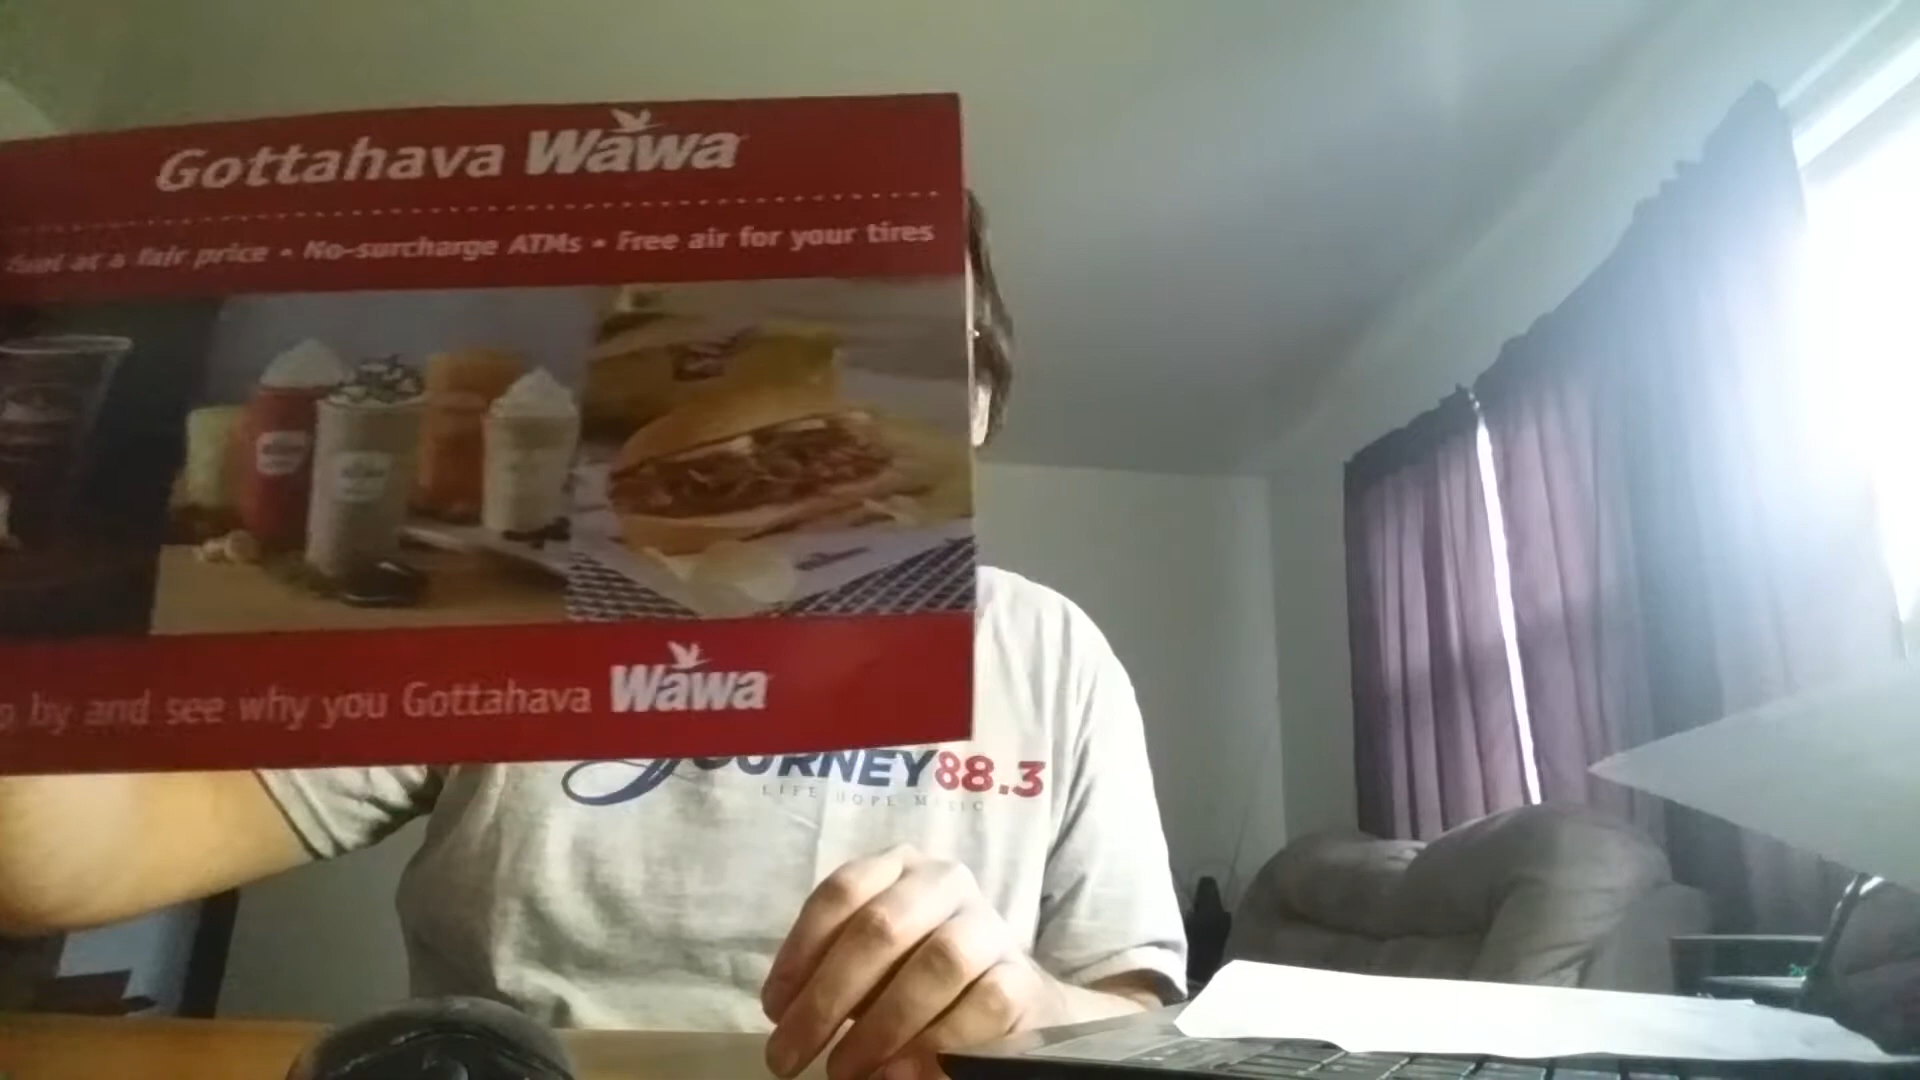 Gottahava Wawa
fuel at a fair price • No-surcharge ATMs • Free air for your tires
by and see why you Gottahava Wawa
JOURNEY 88.3
LIFE HOPE MUSIC